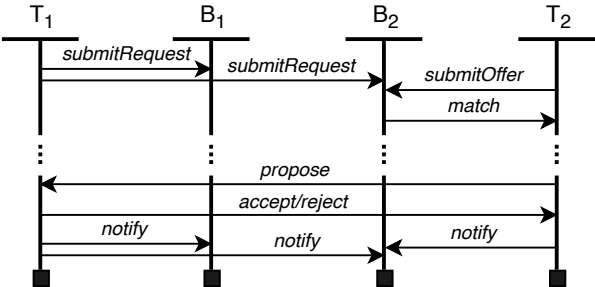 T1 B1 B2 T2
submitRequest
submitRequest
submitOffer
match
propose
accept/reject
notify notify notify